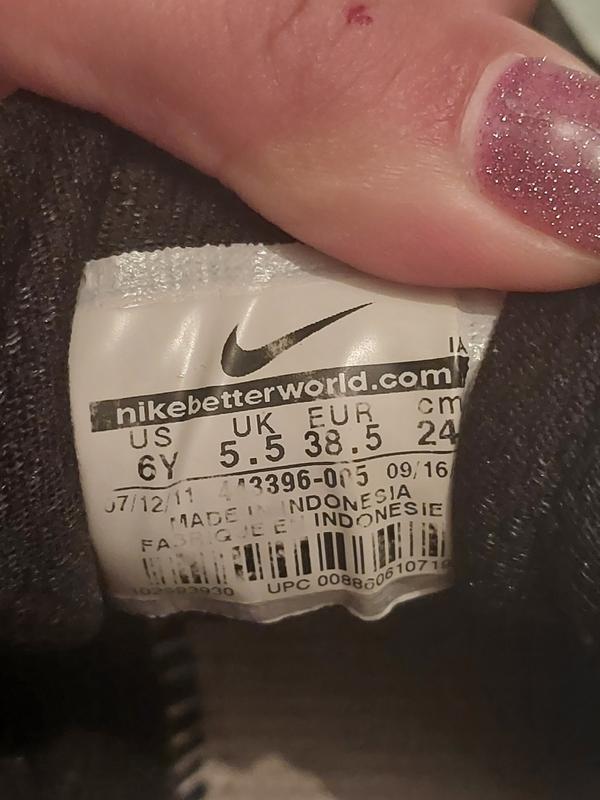 IA
nikebetterworld.com
US UK EUR cm
6Y 5.5 38.5 24
07/12/11 443396-005 09/16/
MADE IN INDONESIA
FABRIQUE EN INDONESIE
UPC 00886061071